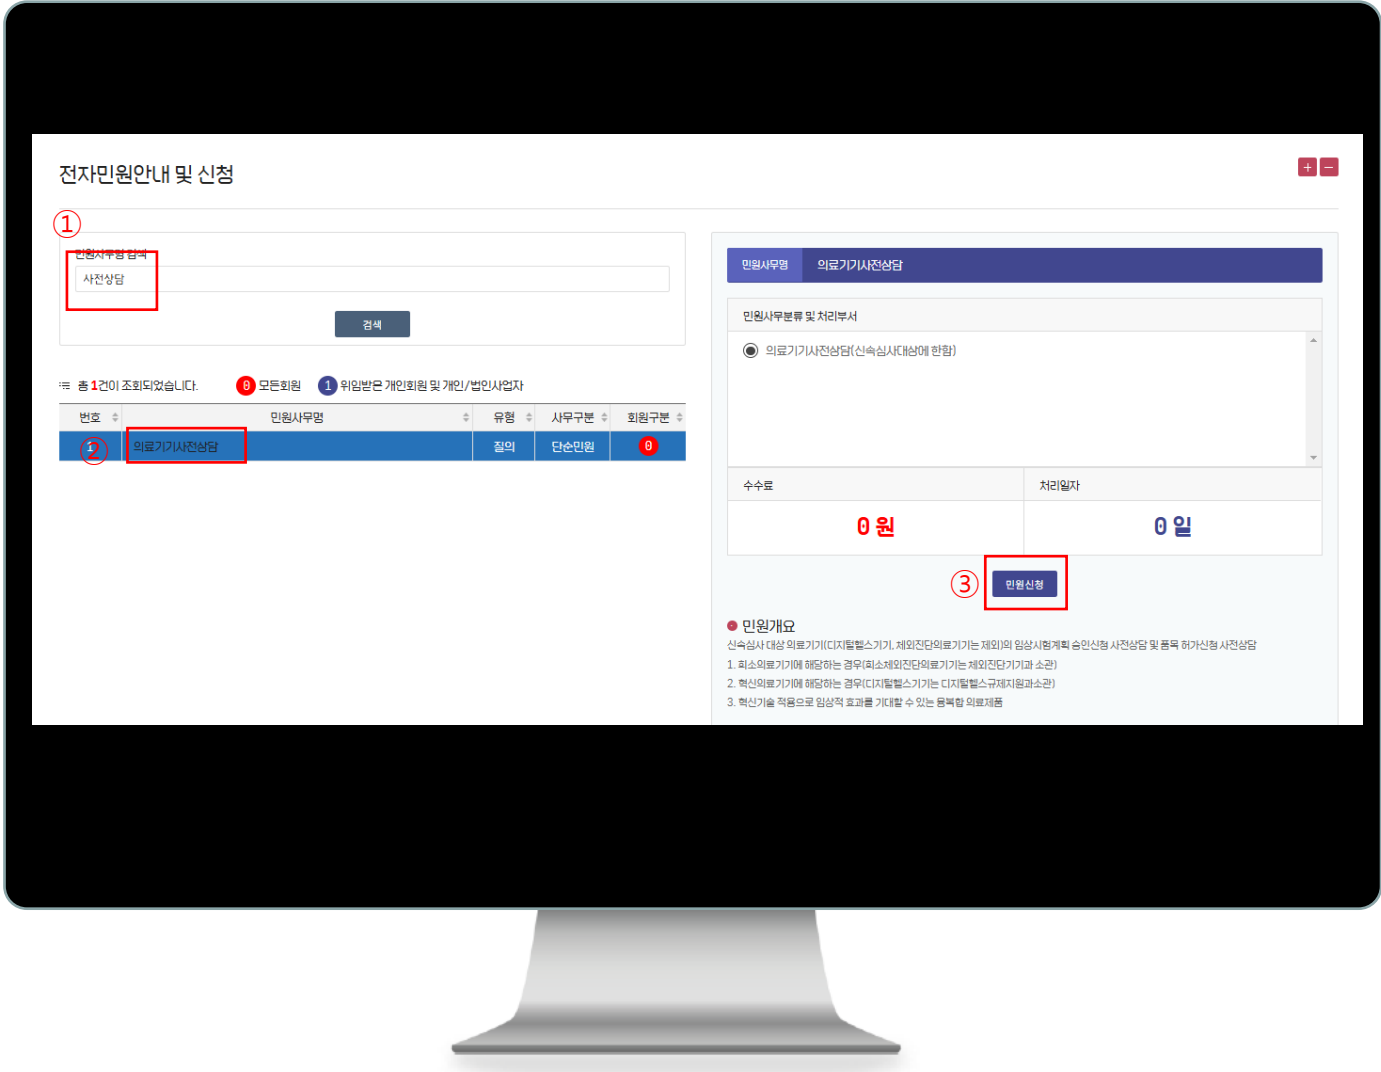 전자민원안내 및 신청
+ −
①
민원사무명 검색
사전상담
검색
총 1건이 조회되었습니다. 0 모든회원 1 위임받은 개인회원 및 개인/법인사업자
번호 민원사무명 유형 사무구분 회원구분
1 ② 의료기기사전상담 질의 단순민원 0
민원사무명 의료기기사전상담
민원사무분류 및 처리부서
의료기기사전상담(신속심사대상에 한함)
수수료 처리일자
0 원 0 일
③ 민원신청
민원개요
신속심사 대상 의료기기(디지털헬스기기, 체외진단의료기기는 제외)의 임상시험계획 승인신청 사전상담 및 품목 허가신청 사전상담
1. 희소의료기기에 해당하는 경우(희소체외진단의료기기는 체외진단기기과 소관)
2. 혁신의료기기에 해당하는 경우(디지털헬스기기는 디지털헬스규제지원과소관)
3. 혁신기술 적용으로 임상적 효과를 기대할 수 있는 융복합 의료제품